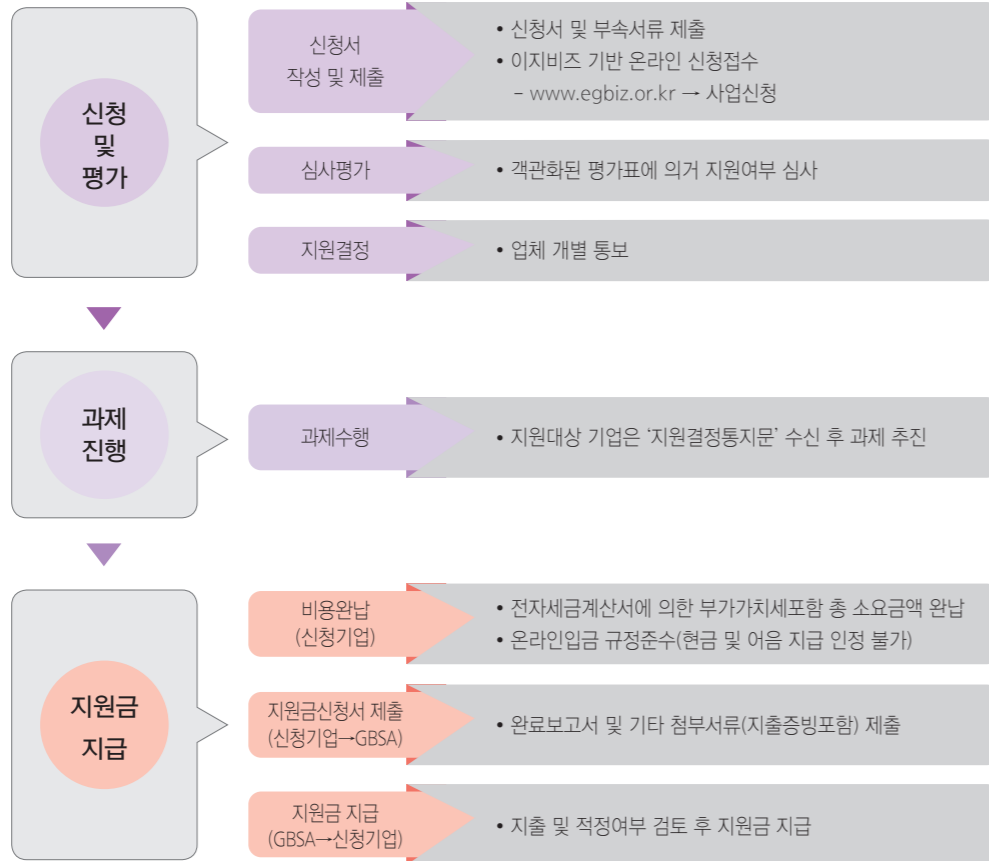 신청
및
평가
신청서
작성 및 제출
• 신청서 및 부속서류 제출
• 이지비즈 기반 온라인 신청접수
– www.egbiz.or.kr → 사업신청
심사평가
• 객관화된 평가표에 의거 지원여부 심사
지원결정
• 업체 개별 통보
과제
진행
과제수행
• 지원대상 기업은 ‘지원결정통지문’ 수신 후 과제 추진
지원금
지급
비용완납
(신청기업)
• 전자세금계산서에 의한 부가가치세포함 총 소요금액 완납
• 온라인입금 규정준수(현금 및 어음 지급 인정 불가)
지원금신청서 제출
(신청기업→GBSA)
• 완료보고서 및 기타 첨부서류(지출증빙포함) 제출
지원금 지급
(GBSA→신청기업)
• 지출 및 적정여부 검토 후 지원금 지급